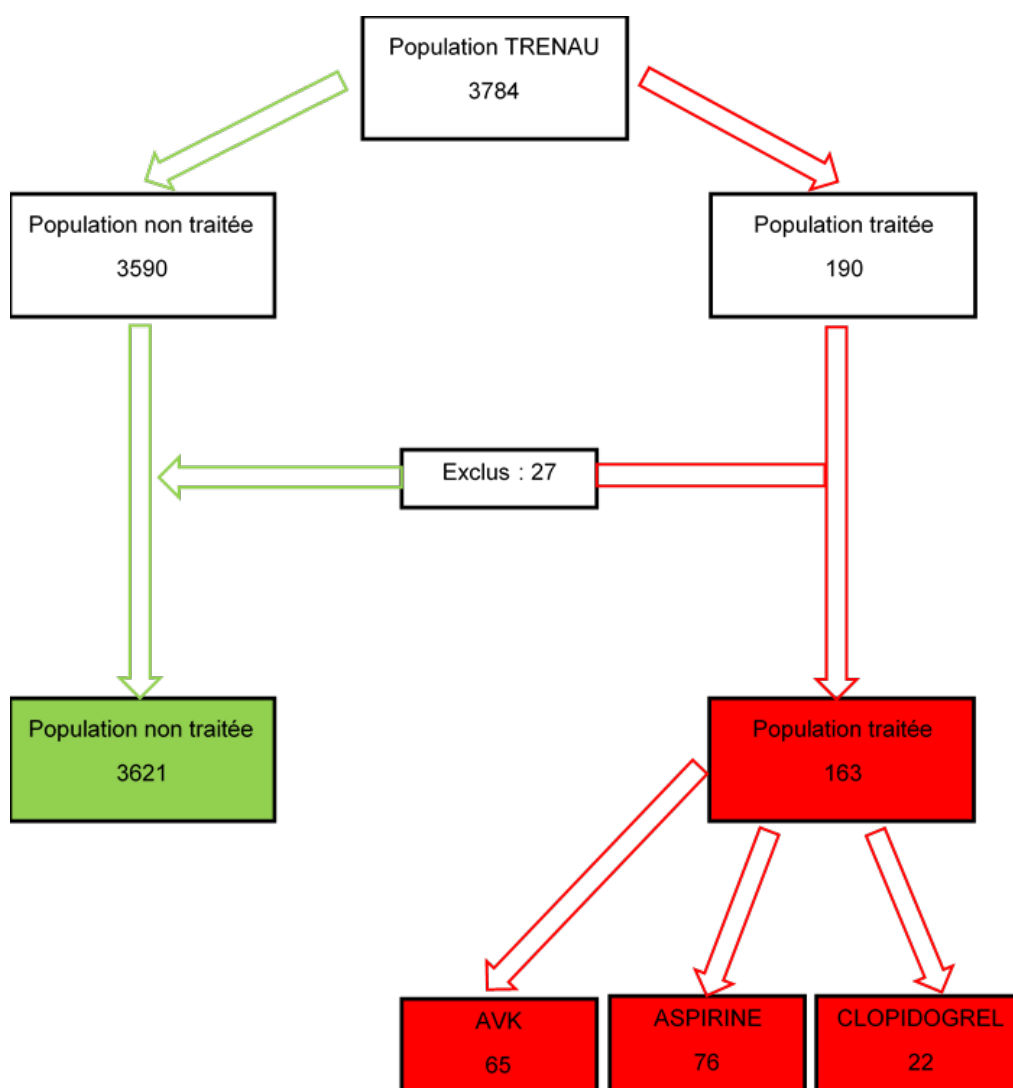 Population TRENAU
3784
Population non traitée
3590
Population traitée
190
Exclus : 27
Population non traitée
3621
Population traitée
163
AVK
65
ASPIRINE
76
CLOPIDOGREL
22